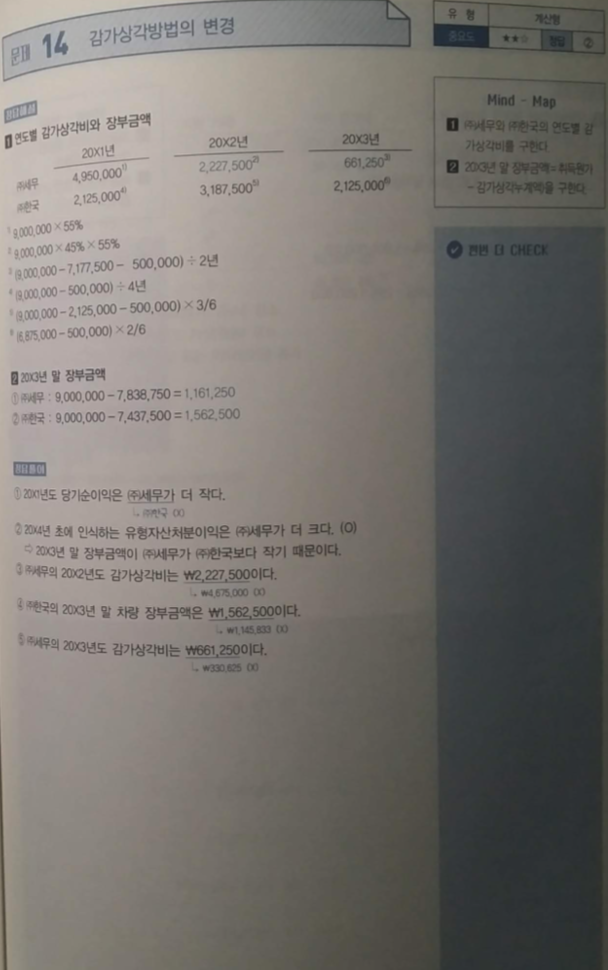 문제 14 감가상각방법의 변경
유 형 계산형
중요도 ★★☆ 정답 ②
정답해설
1 연도별 감가상각비와 장부금액
20X1년 20X2년 20X3년
㈜세무 4,950,000¹⁾ 2,227,500²⁾ 661,250³⁾
㈜한국 2,125,000⁴⁾ 3,187,500⁵⁾ 2,125,000⁶⁾
¹⁾ 9,000,000 × 55%
²⁾ 9,000,000 × 45% × 55%
³⁾ (9,000,000 − 7,177,500 − 500,000) ÷ 2년
⁴⁾ (9,000,000 − 500,000) ÷ 4년
⁵⁾ (9,000,000 − 2,125,000 − 500,000) × 3/6
⁶⁾ (6,875,000 − 500,000) × 2/6
2 20X3년 말 장부금액
① ㈜세무 : 9,000,000 − 7,838,750 = 1,161,250
② ㈜한국 : 9,000,000 − 7,437,500 = 1,562,500
① 20X1년도 당기순이익은 ㈜세무가 더 작다.
㈜한국 (X)
② 20X4년 초에 인식하는 유형자산처분이익은 ㈜세무가 더 크다. (O)
⇨ 20X3년 말 장부금액이 ㈜세무가 ㈜한국보다 작기 때문이다.
③ ㈜세무의 20X2년도 감가상각비는 ₩2,227,500이다.
₩4,675,000 (X)
④ ㈜한국의 20X3년 말 차량 장부금액은 ₩1,562,500이다.
₩1,145,833 (X)
⑤ ㈜세무의 20X3년도 감가상각비는 ₩661,250이다.
₩330,625 (X)
Mind − Map
1 ㈜세무와 ㈜한국의 연도별 감
가상각비를 구한다.
2 20X3년 말 장부금액(=취득원가
− 감가상각누계액)을 구한다.
한번 더 CHECK